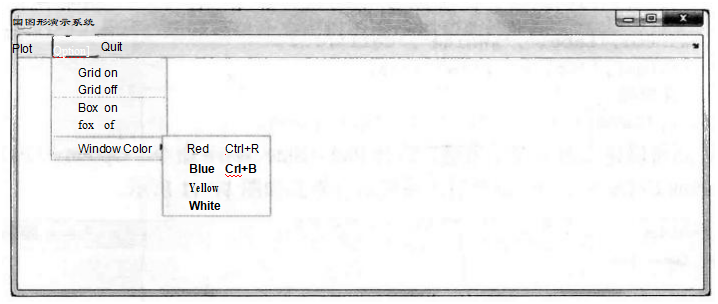 图形演示系统
Plot Option Quit
Grid on
Grid off
Box on
fox of
Window Color
Red Ctrl+R
Blue Crl+B
Yellow
White